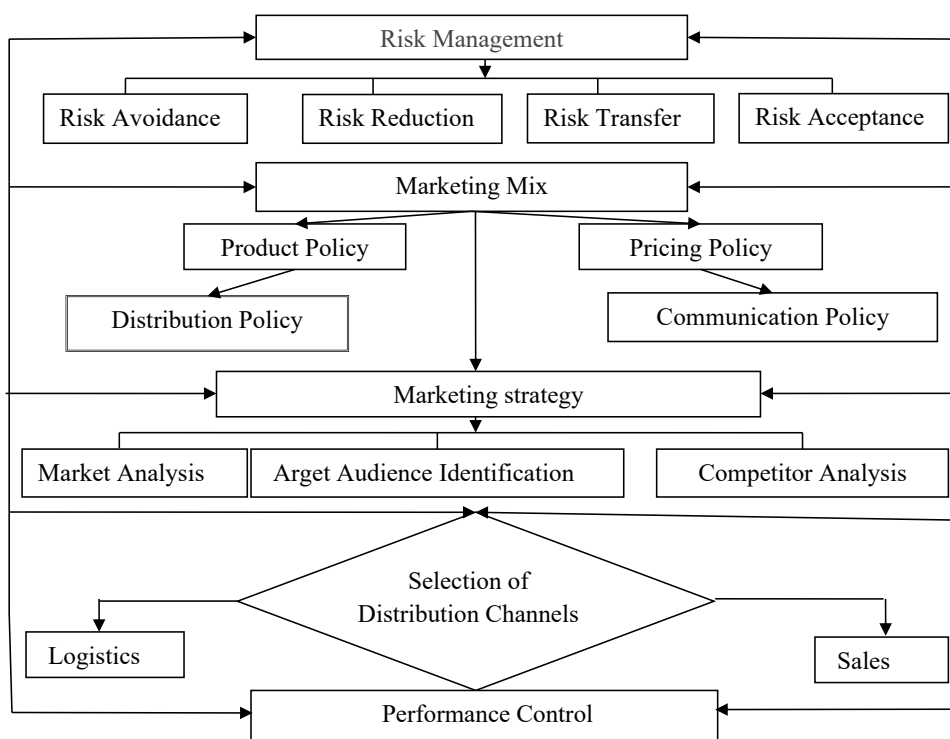 Risk Management
Risk Avoidance
Risk Reduction
Risk Transfer
Risk Acceptance
Marketing Mix
Product Policy
Pricing Policy
Distribution Policy
Communication Policy
Marketing strategy
Market Analysis
Arget Audience Identification
Competitor Analysis
Selection of
Distribution Channels
Logistics
Sales
Performance Control